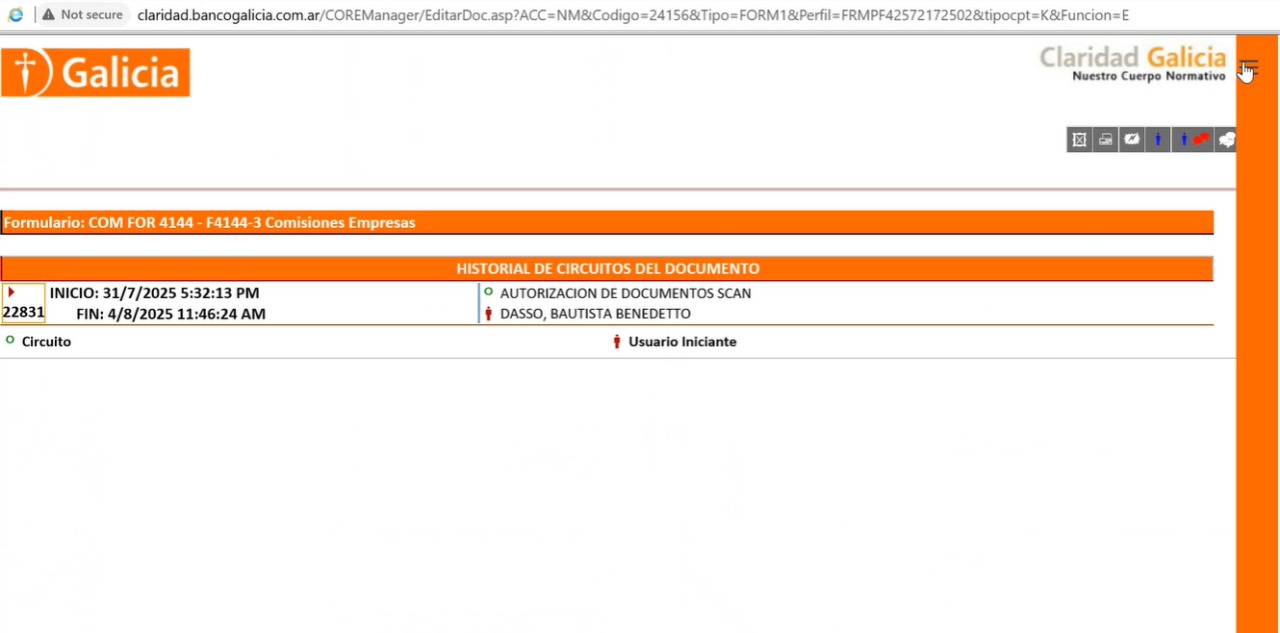 Not secure claridad.bancogalicia.com.ar/COREManager/EditarDoc.asp?ACC=NM&Codigo=24156&Tipo=FORM1&Perfil=FRMPF42572172502&tipocpt=K&Funcion=E
Galicia
Claridad Galicia
Nuestro Cuerpo Normativo
Formulario: COM FOR 4144 - F4144-3 Comisiones Empresas
HISTORIAL DE CIRCUITOS DEL DOCUMENTO
INICIO: 31/7/2025 5:32:13 PM AUTORIZACION DE DOCUMENTOS SCAN
22831 FIN: 4/8/2025 11:46:24 AM DASSO, BAUTISTA BENEDETTO
Circuito Usuario Iniciante